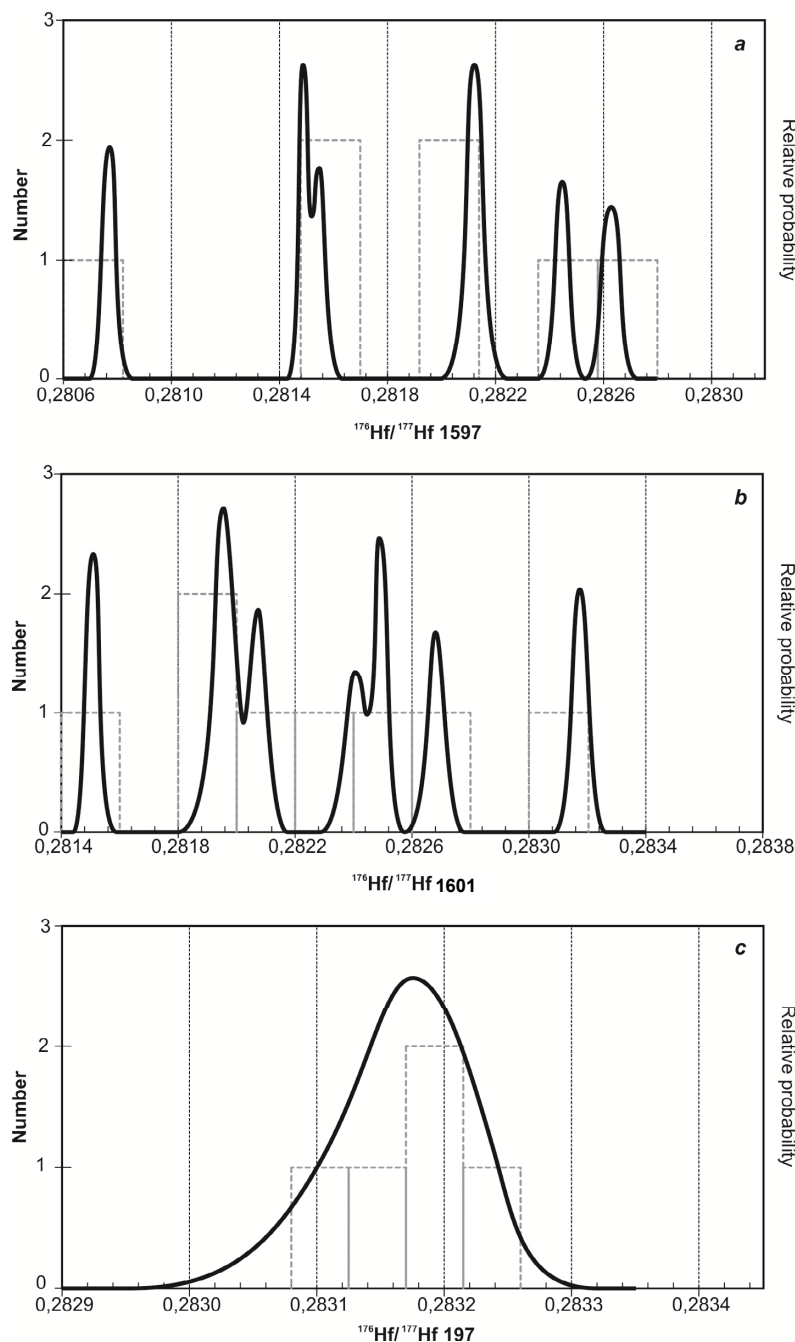 3
a
2
1
0
Number
Relative probability
0,2806 0,2810 0,2814 0,2818 0,2822 0,2826 0,2830
¹⁷⁶Hf/ ¹⁷⁷Hf 1597
3
b
2
1
0
Number
Relative probability
0,2814 0,2818 0,2822 0,2826 0,2830 0,2834 0,2838
¹⁷⁶Hf/ ¹⁷⁷Hf 1601
3
c
2
1
0
Number
Relative probability
0,2829 0,2830 0,2831 0,2832 0,2833 0,2834
¹⁷⁶Hf/ ¹⁷⁷Hf 197